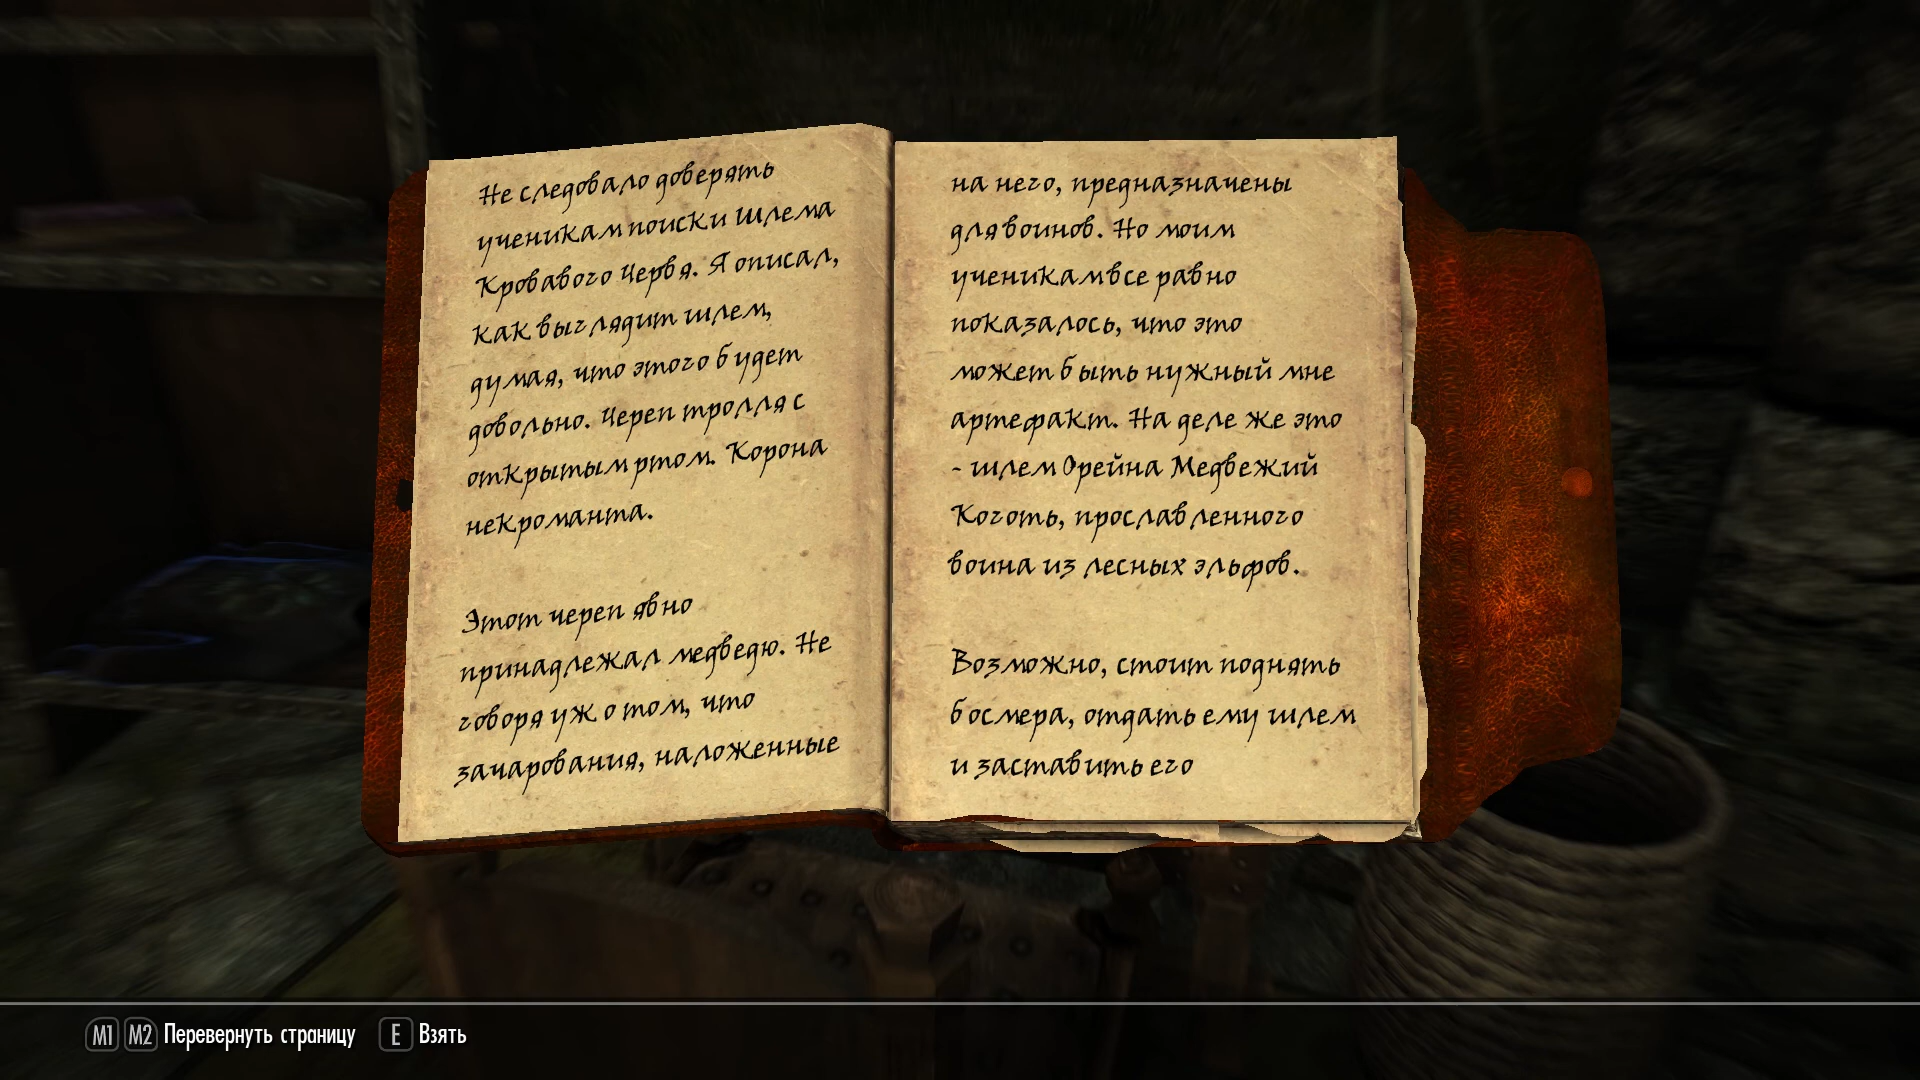 Не следовало доверять
ученикам поиски Шлема
Кровавого Червя. Я описал,
как выглядит шлем,
думая, что этого будет
довольно. Череп тролля с
открытым ртом. Корона
некроманта.
Этот череп явно
принадлежал медведю. Не
говоря уж о том, что
зачарования, наложенные
на него, предназначены
для воинов. Но моим
ученикам все равно
показалось, что это
может быть нужный мне
артефакт. На деле же это
- шлем Орейна Медвежий
Коготь, прославленного
воина из лесных эльфов.
Возможно, стоит поднять
босмера, отдать ему шлем
и заставить его
M1 M2 Перевернуть страницу E Взять